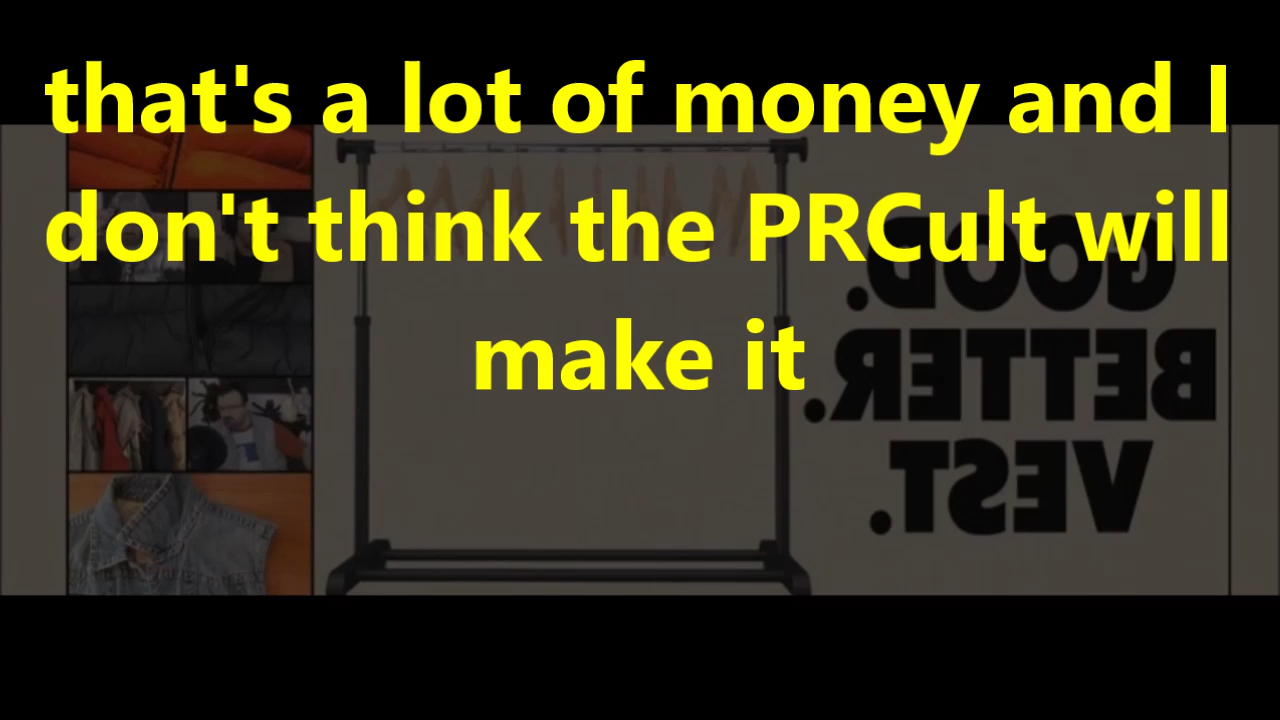 that's a lot of money and I
don't think the PRCult will
make it
GOOD.
BETTER.
VEST.